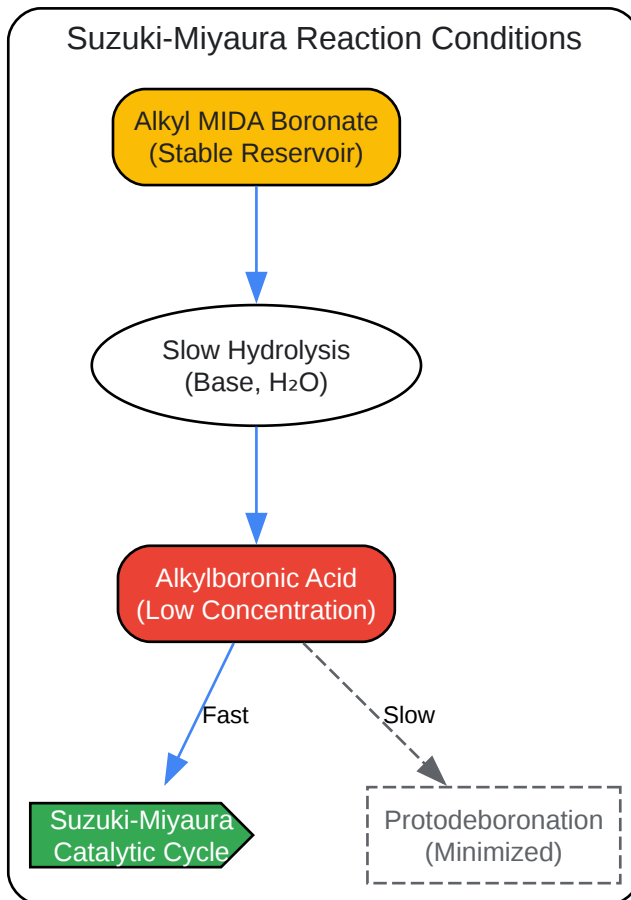 Suzuki-Miyaura Reaction Conditions
Alkyl MIDA Boronate
(Stable Reservoir)
Slow Hydrolysis
(Base, H₂O)
Alkylboronic Acid
(Low Concentration)
Fast
Slow
Suzuki-Miyaura
Catalytic Cycle
Protodeboronation
(Minimized)